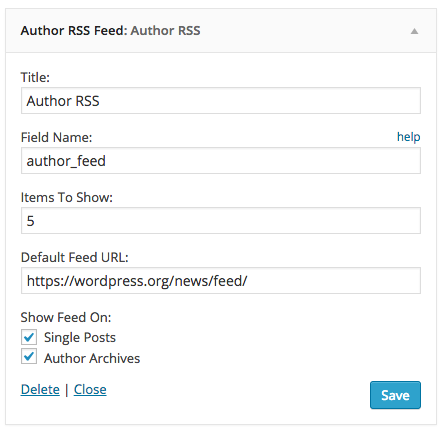 Author RSS Feed: Author RSS
Title:
Author RSS
Field Name: help
author_feed
Items To Show:
5
Default Feed URL:
https://wordpress.org/news/feed/
Show Feed On:
Single Posts
Author Archives
Delete | Close Save